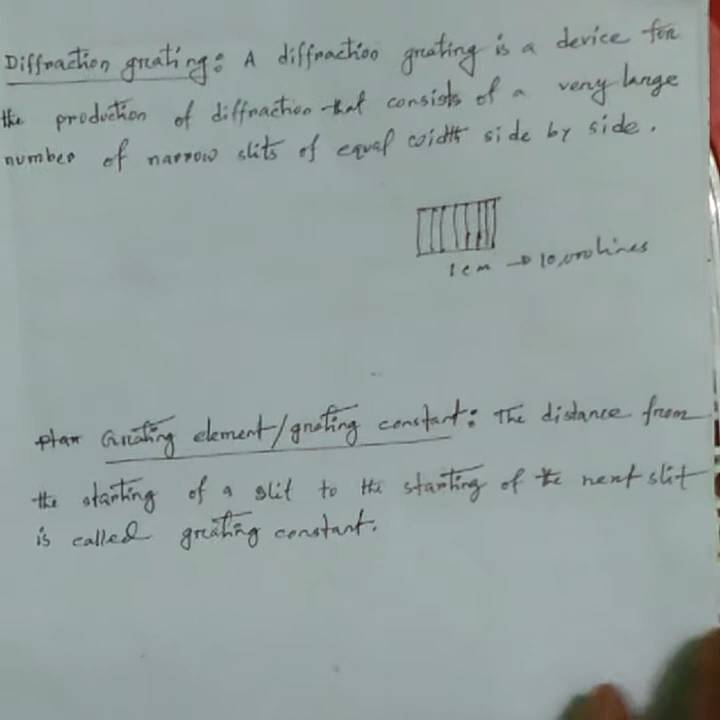 Diffraction grating: A diffraction grating is a device for
the production of diffraction that consists of a very large
number of narrow slits of equal width side by side.
1 cm → 10,000 lines
Grating element/grating constant: The distance from
the starting of a slit to the starting of the next slit
is called grating constant.